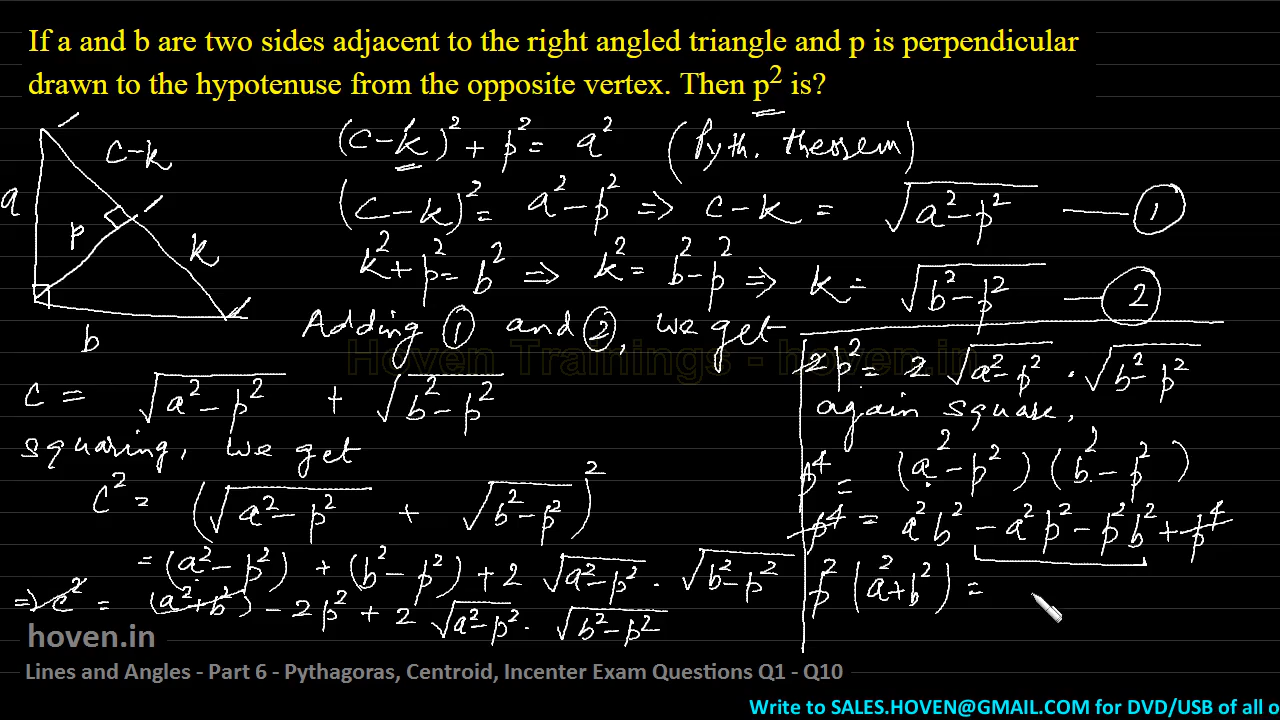 If a and b are two sides adjacent to the right angled triangle and p is perpendicular
drawn to the hypotenuse from the opposite vertex. Then p² is?
a
c-k
p
k
b
(c-k)² + p² = a² (Pyth. theorem)
(c-k)² = a²-p² ⇒ c-k = √(a²-p²) — ①
k²+p² = b² ⇒ k² = b²-p² ⇒ k = √(b²-p²) — ②
Adding ① and ②, we get
Hoven Trainings - hoven.in
c = √(a²-p²) + √(b²-p²)
squaring, we get
c² = (√(a²-p²) + √(b²-p²))²
= (a²-p²) + (b²-p²) + 2 √(a²-p²) . √(b²-p²)
⇒ c² = (a²+b²) - 2p² + 2 √(a²-p²) . √(b²-p²)
2p² = 2 √(a²-p²) . √(b²-p²)
again square,
p⁴ = (a²-p²) (b²-p²)
p⁴ = a²b² - a²p² - p²b² + p⁴
p² (a²+b²) =
hoven.in
Lines and Angles - Part 6 - Pythagoras, Centroid, Incenter Exam Questions Q1 - Q10
Write to SALES.HOVEN@GMAIL.COM for DVD/USB of all o